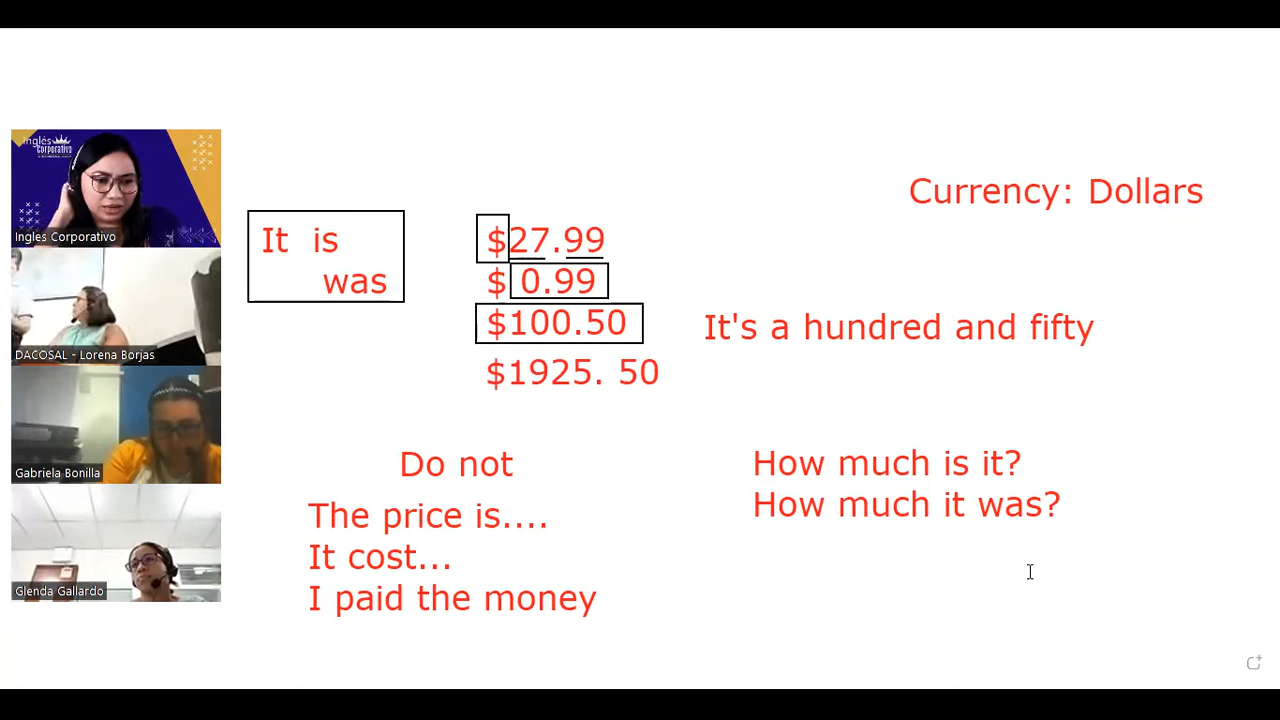 Inglés
corporativo
Ingles Corporativo
DACOSAL - Lorena Borjas
Gabriela Bonilla
Glenda Gallardo
Currency: Dollars
It is
was
$27.99
$ 0.99
$100.50
It's a hundred and fifty
$1925. 50
Do not
The price is....
It cost...
I paid the money
How much is it?
How much it was?